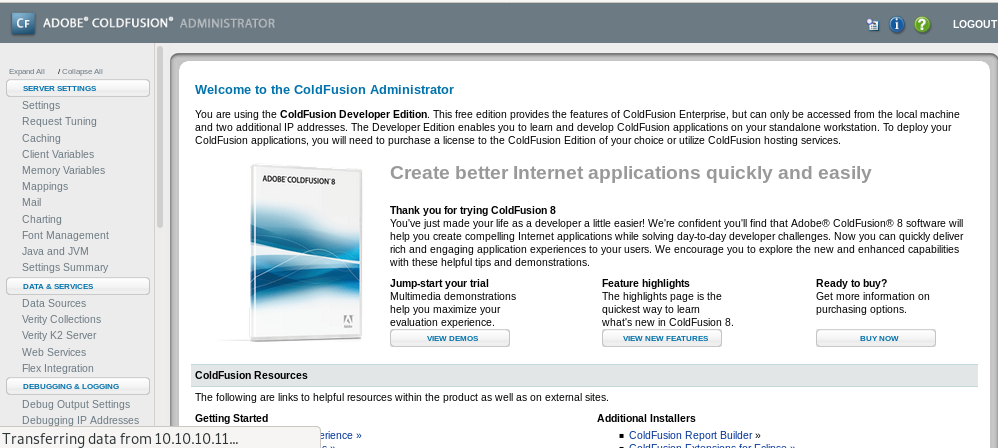 CF ADOBE® COLDFUSION® ADMINISTRATOR
LOGOUT
Expand All / Collapse All
SERVER SETTINGS
Settings
Request Tuning
Caching
Client Variables
Memory Variables
Mappings
Mail
Charting
Font Management
Java and JVM
Settings Summary
DATA & SERVICES
Data Sources
Verity Collections
Verity K2 Server
Web Services
Flex Integration
DEBUGGING & LOGGING
Debug Output Settings
Debugging IP Addresses
Transferring data from 10.10.10.11...
Welcome to the ColdFusion Administrator
You are using the ColdFusion Developer Edition. This free edition provides the features of ColdFusion Enterprise, but can only be accessed from the local machine
and two additional IP addresses. The Developer Edition enables you to learn and develop ColdFusion applications on your standalone workstation. To deploy your
ColdFusion applications, you will need to purchase a license to the ColdFusion Edition of your choice or utilize ColdFusion hosting services.
ADOBE® COLDFUSION® 8
Adobe
Create better Internet applications quickly and easily
Thank you for trying ColdFusion 8
You've just made your life as a developer a little easier! We're confident you'll find that Adobe® ColdFusion® 8 software will
help you create compelling Internet applications while solving day-to-day developer challenges. Now you can quickly deliver
rich and engaging application experiences to your users. We encourage you to explore the new and enhanced capabilities
with these helpful tips and demonstrations.
Jump-start your trial
Multimedia demonstrations
help you maximize your
evaluation experience.
VIEW DEMOS
Feature highlights
The highlights page is the
quickest way to learn
what's new in ColdFusion 8.
VIEW NEW FEATURES
Ready to buy?
Get more information on
purchasing options.
BUY NOW
ColdFusion Resources
The following are links to helpful resources within the product as well as on external sites.
Getting Started
erience »
Additional Installers
ColdFusion Report Builder »
ColdFusion Extensions for Eclipse »